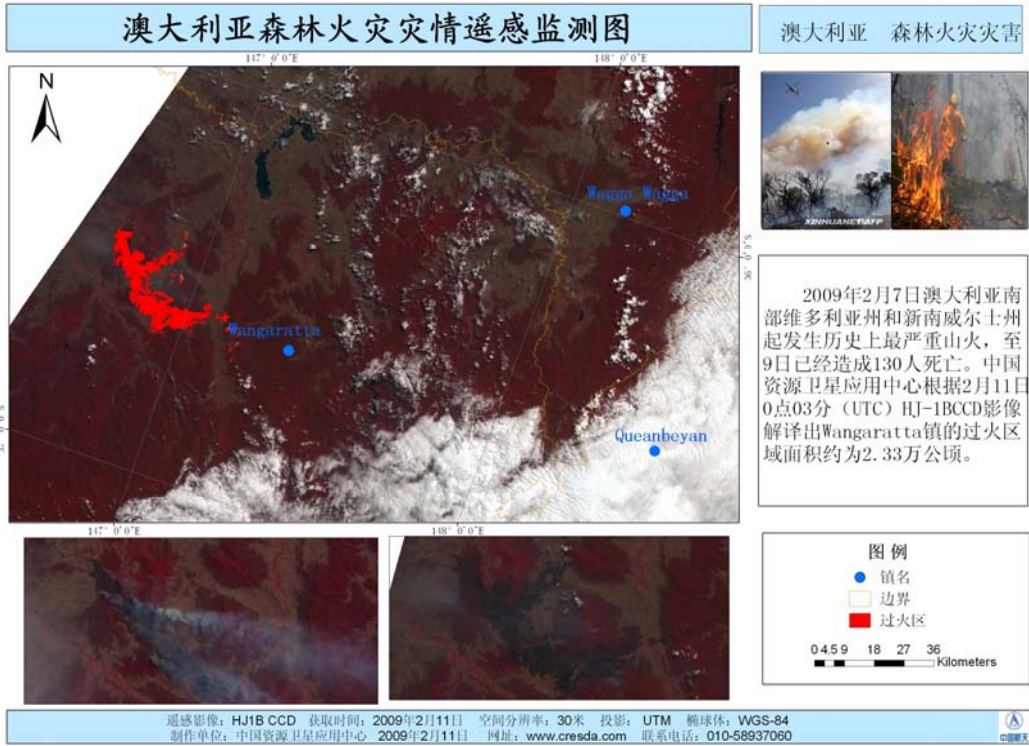 澳大利亚森林火灾灾情遥感监测图
澳大利亚 森林火灾灾害
147° 0′0″E
148° 0′0″E
N
Wagga Wagga
XINHUANET/AFP
36° 0′0″S
Wangaratta
Queanbeyan
147° 0′0″E
148° 0′0″E
2009年2月7日澳大利亚南
部维多利亚州和新南威尔士州
起发生历史上最严重山火，至
9日已经造成130人死亡。中国
资源卫星应用中心根据2月11日
0点03分（UTC）HJ-1BCCD影像
解译出Wangaratta镇的过火区
域面积约为2.33万公顷。
图例
镇名
边界
过火区
0 4.5 9 18 27 36
Kilometers
遥感影像：HJ1B CCD 获取时间：2009年2月11日 空间分辨率：30米 投影： UTM 椭球体：WGS-84
制作单位：中国资源卫星应用中心 2009年2月11日 网址：www.cresda.com 联系电话：010-58937060
中国航天